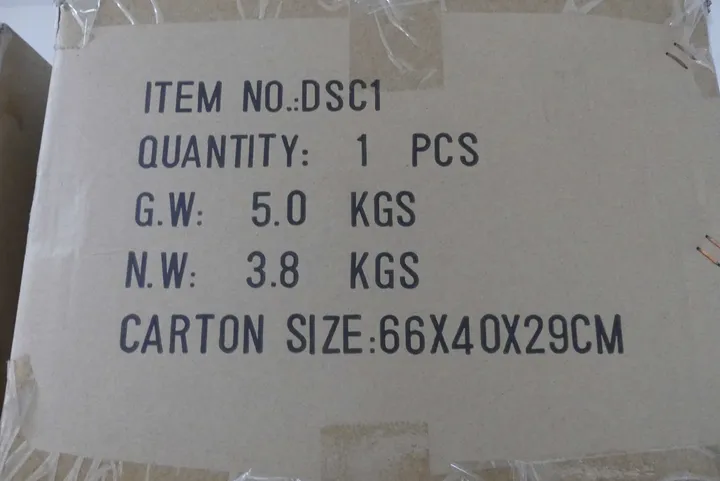 ITEM NO.:DSC1
QUANTITY: 1 PCS
G.W: 5.0 KGS
N.W: 3.8 KGS
CARTON SIZE:66X40X29CM